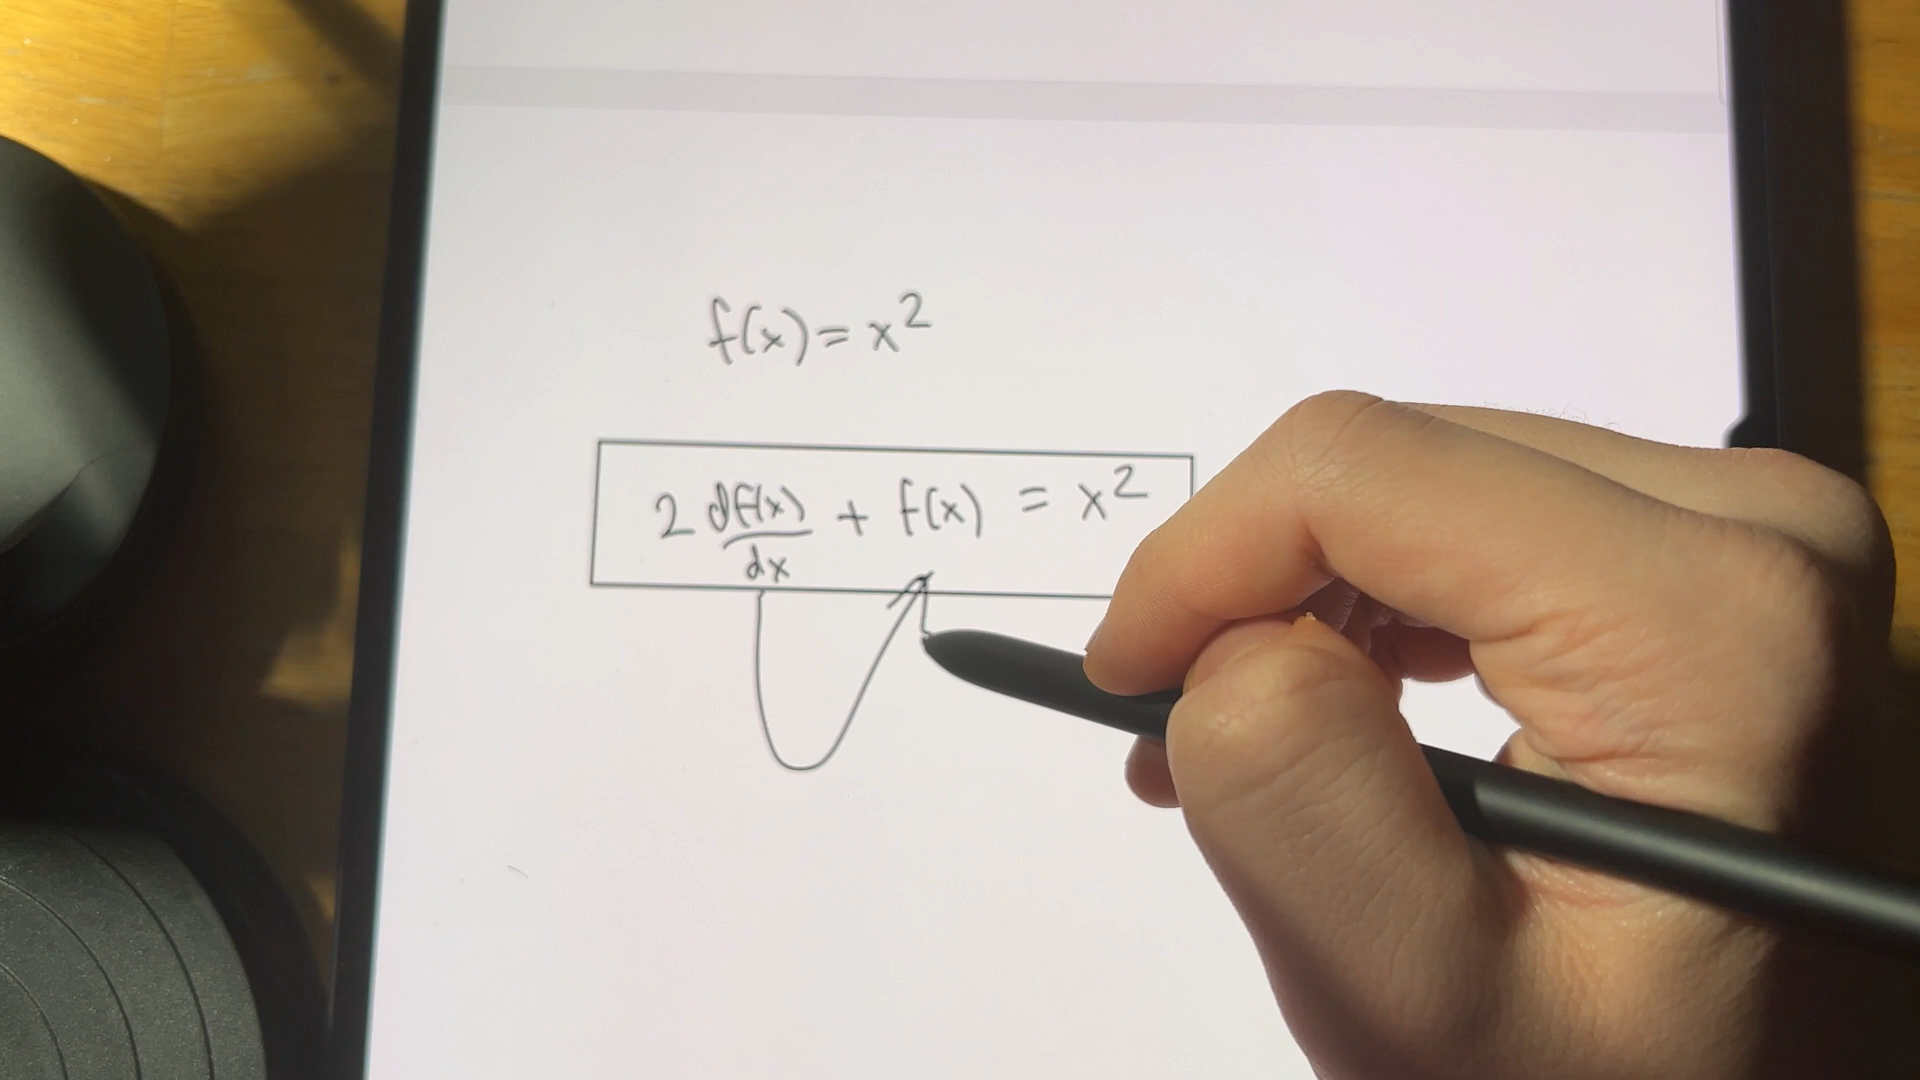 f(x) = x²
2 df(x)/dx + f(x) = x²